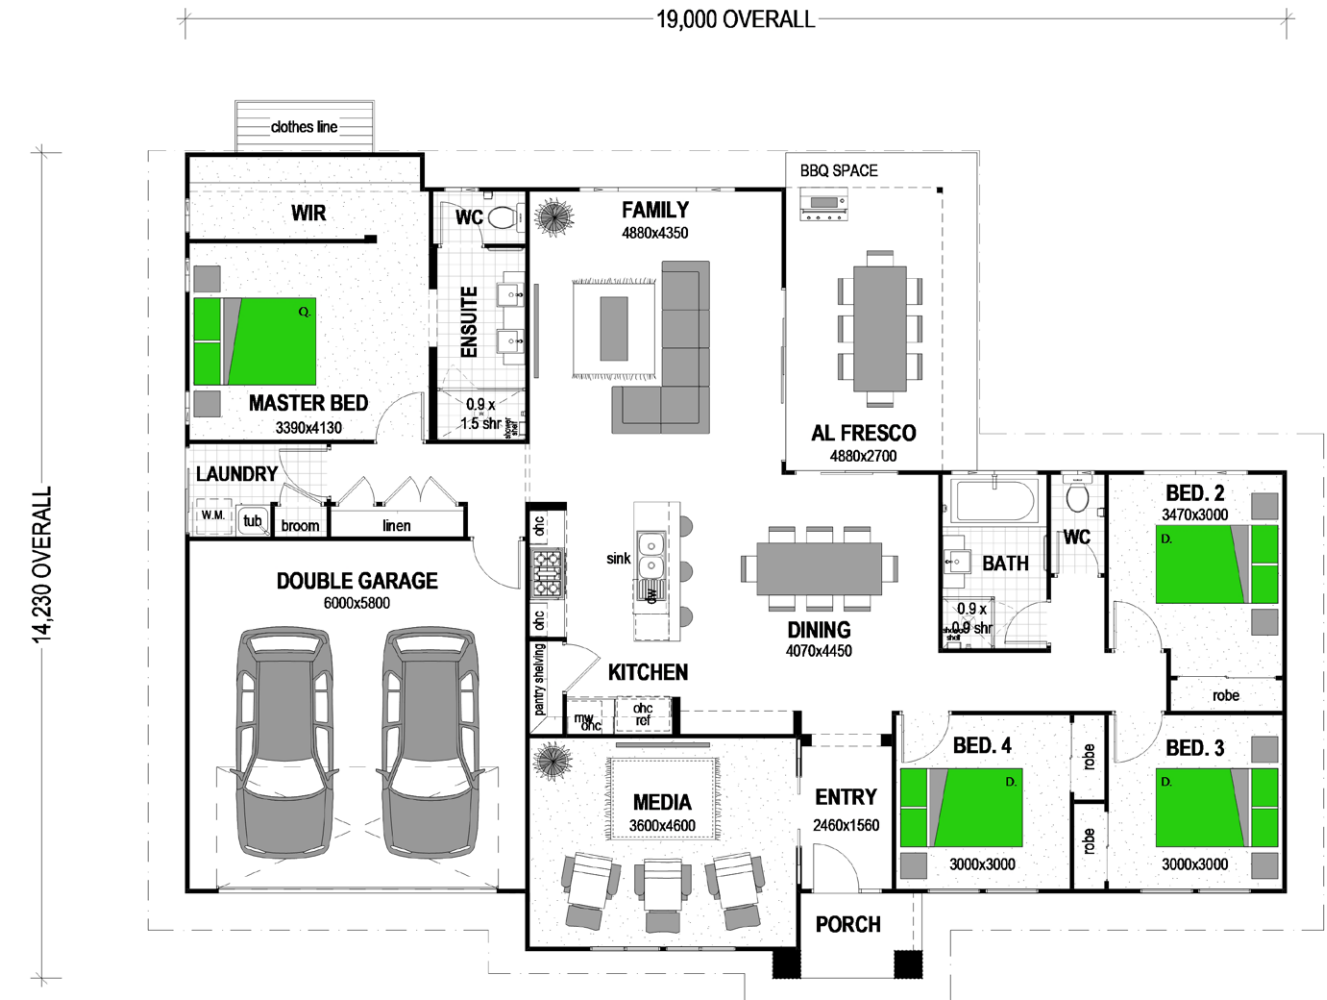 19,000 OVERALL
clothes line
BBQ SPACE
WIR
WC
FAMILY
4880x4350
ENSUITE
Q.
MASTER BED
3390x4130
0.9 x
1.5 shr
shower
shelf
AL FRESCO
4880x2700
LAUNDRY
W.M.
tub
broom
linen
14,230 OVERALL
DOUBLE GARAGE
6000x5800
ohc
sink
dw
ohc
KITCHEN
pantry shelving
mw
ohc
ohc
ref
DINING
4070x4450
BATH
WC
0.9 x
0.9 shr
shelf
BED. 2
3470x3000
D.
robe
BED. 4
D.
3000x3000
robe
robe
BED. 3
D.
3000x3000
MEDIA
3600x4600
ENTRY
2460x1560
PORCH